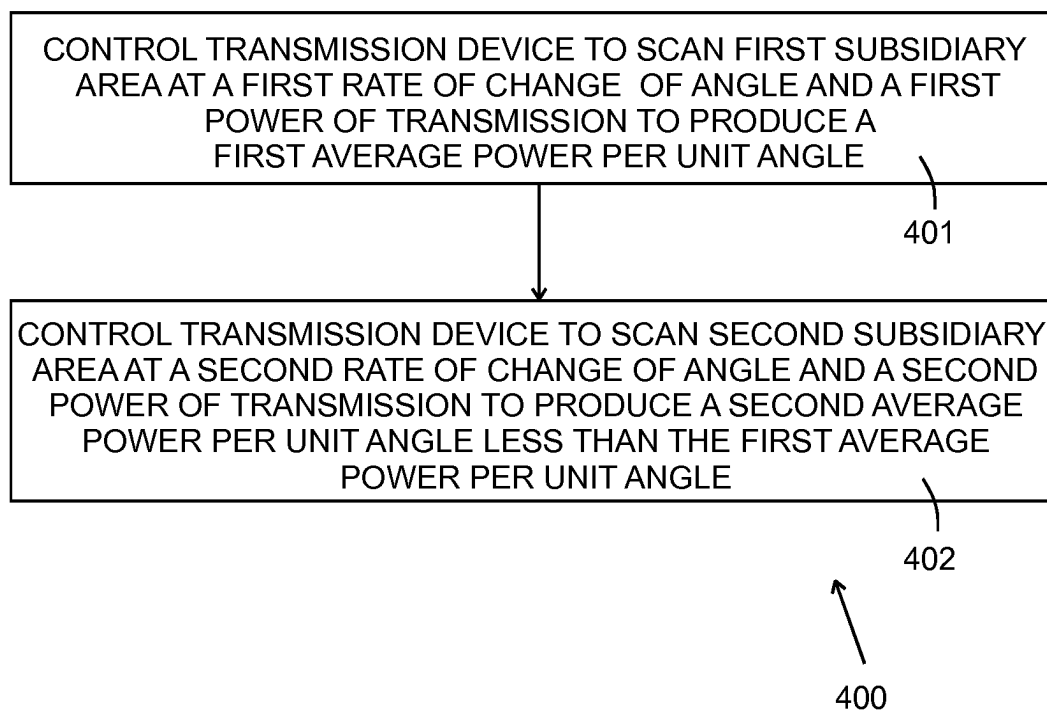 CONTROL TRANSMISSION DEVICE TO SCAN FIRST SUBSIDIARY
AREA AT A FIRST RATE OF CHANGE OF ANGLE AND A FIRST
POWER OF TRANSMISSION TO PRODUCE A
FIRST AVERAGE POWER PER UNIT ANGLE
401
CONTROL TRANSMISSION DEVICE TO SCAN SECOND SUBSIDIARY
AREA AT A SECOND RATE OF CHANGE OF ANGLE AND A SECOND
POWER OF TRANSMISSION TO PRODUCE A SECOND AVERAGE
POWER PER UNIT ANGLE LESS THAN THE FIRST AVERAGE
POWER PER UNIT ANGLE
402
400